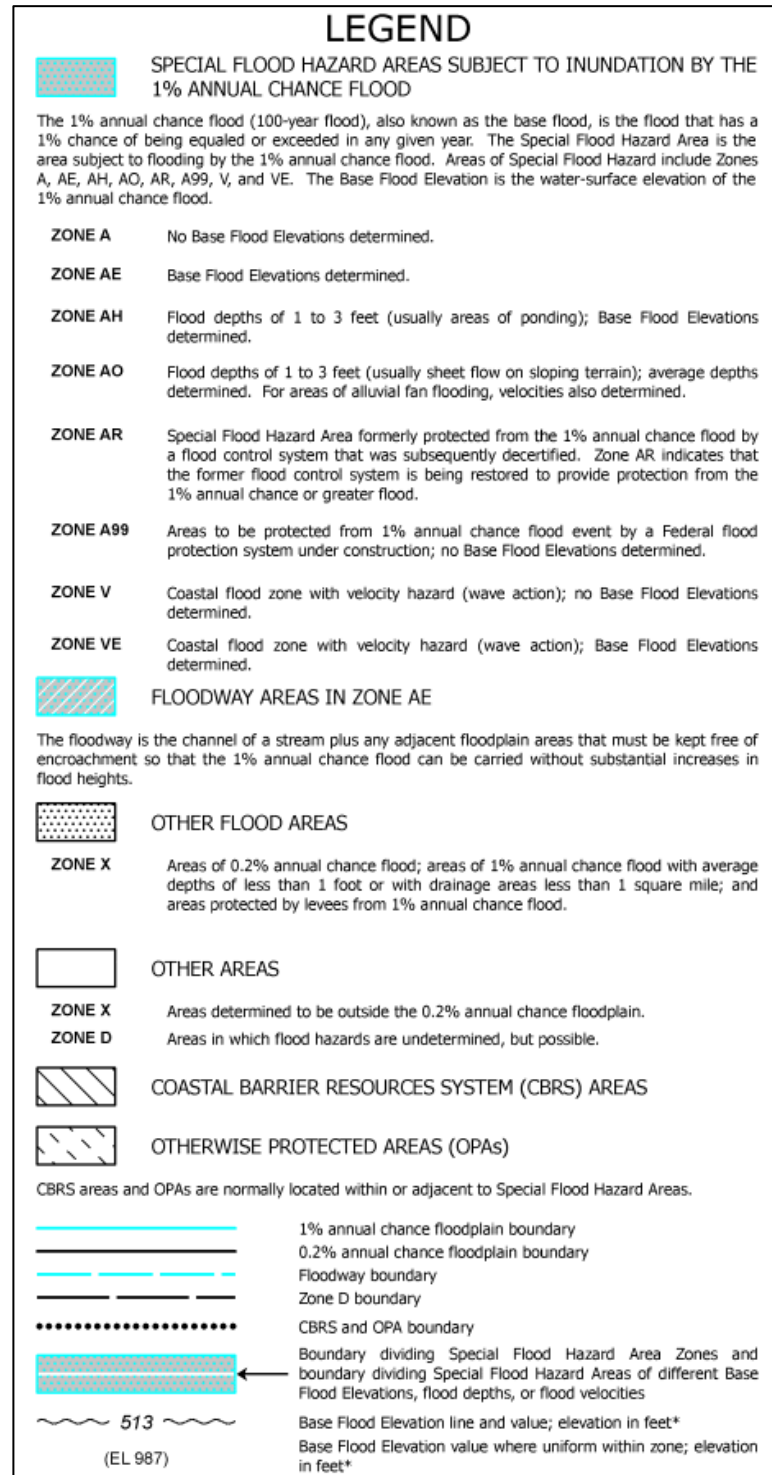 LEGEND
SPECIAL FLOOD HAZARD AREAS SUBJECT TO INUNDATION BY THE
1% ANNUAL CHANCE FLOOD
The 1% annual chance flood (100-year flood), also known as the base flood, is the flood that has a
1% chance of being equaled or exceeded in any given year. The Special Flood Hazard Area is the
area subject to flooding by the 1% annual chance flood. Areas of Special Flood Hazard include Zones
A, AE, AH, AO, AR, A99, V, and VE. The Base Flood Elevation is the water-surface elevation of the
1% annual chance flood.
ZONE A No Base Flood Elevations determined.
ZONE AE Base Flood Elevations determined.
ZONE AH Flood depths of 1 to 3 feet (usually areas of ponding); Base Flood Elevations
determined.
ZONE AO Flood depths of 1 to 3 feet (usually sheet flow on sloping terrain); average depths
determined. For areas of alluvial fan flooding, velocities also determined.
ZONE AR Special Flood Hazard Area formerly protected from the 1% annual chance flood by
a flood control system that was subsequently decertified. Zone AR indicates that
the former flood control system is being restored to provide protection from the
1% annual chance or greater flood.
ZONE A99 Areas to be protected from 1% annual chance flood event by a Federal flood
protection system under construction; no Base Flood Elevations determined.
ZONE V Coastal flood zone with velocity hazard (wave action); no Base Flood Elevations
determined.
ZONE VE Coastal flood zone with velocity hazard (wave action); Base Flood Elevations
determined.
FLOODWAY AREAS IN ZONE AE
The floodway is the channel of a stream plus any adjacent floodplain areas that must be kept free of
encroachment so that the 1% annual chance flood can be carried without substantial increases in
flood heights.
OTHER FLOOD AREAS
ZONE X Areas of 0.2% annual chance flood; areas of 1% annual chance flood with average
depths of less than 1 foot or with drainage areas less than 1 square mile; and
areas protected by levees from 1% annual chance flood.
OTHER AREAS
ZONE X Areas determined to be outside the 0.2% annual chance floodplain.
ZONE D Areas in which flood hazards are undetermined, but possible.
COASTAL BARRIER RESOURCES SYSTEM (CBRS) AREAS
OTHERWISE PROTECTED AREAS (OPAs)
CBRS areas and OPAs are normally located within or adjacent to Special Flood Hazard Areas.
1% annual chance floodplain boundary
0.2% annual chance floodplain boundary
Floodway boundary
Zone D boundary
CBRS and OPA boundary
Boundary dividing Special Flood Hazard Area Zones and
boundary dividing Special Flood Hazard Areas of different Base
Flood Elevations, flood depths, or flood velocities
513 Base Flood Elevation line and value; elevation in feet*
(EL 987) Base Flood Elevation value where uniform within zone; elevation
in feet*